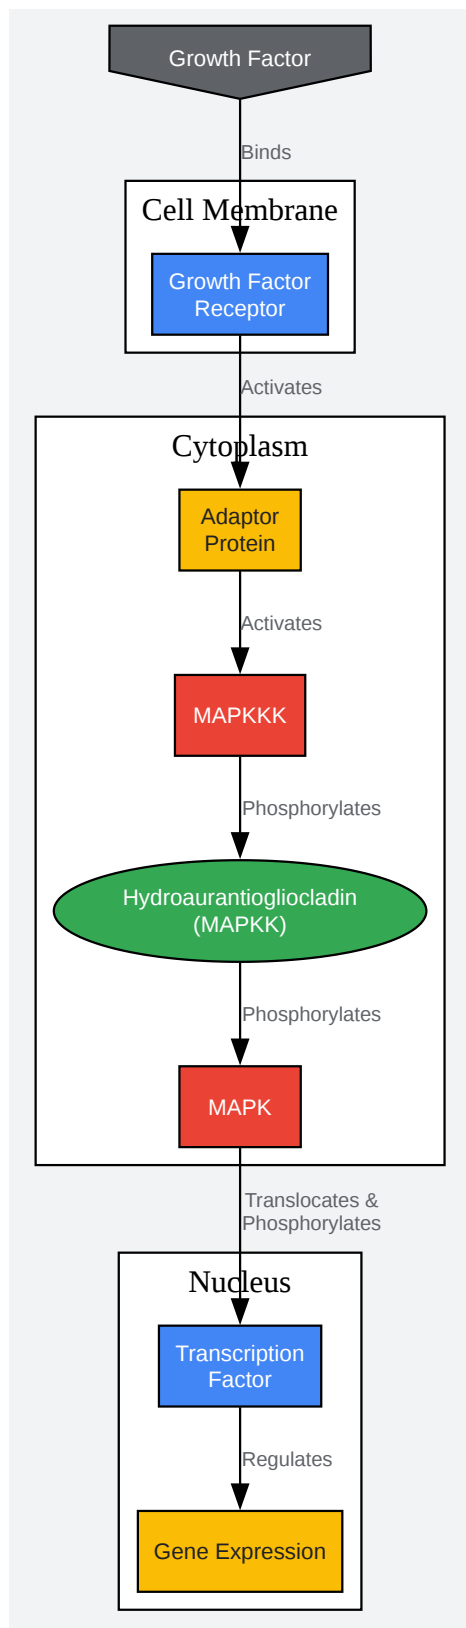 Growth Factor
Binds
Cell Membrane
Growth Factor
Receptor
Activates
Cytoplasm
Adaptor
Protein
Activates
MAPKKK
Phosphorylates
Hydroaurantiogliocladin
(MAPKK)
Phosphorylates
MAPK
Translocates &
Phosphorylates
Nucleus
Transcription
Factor
Regulates
Gene Expression